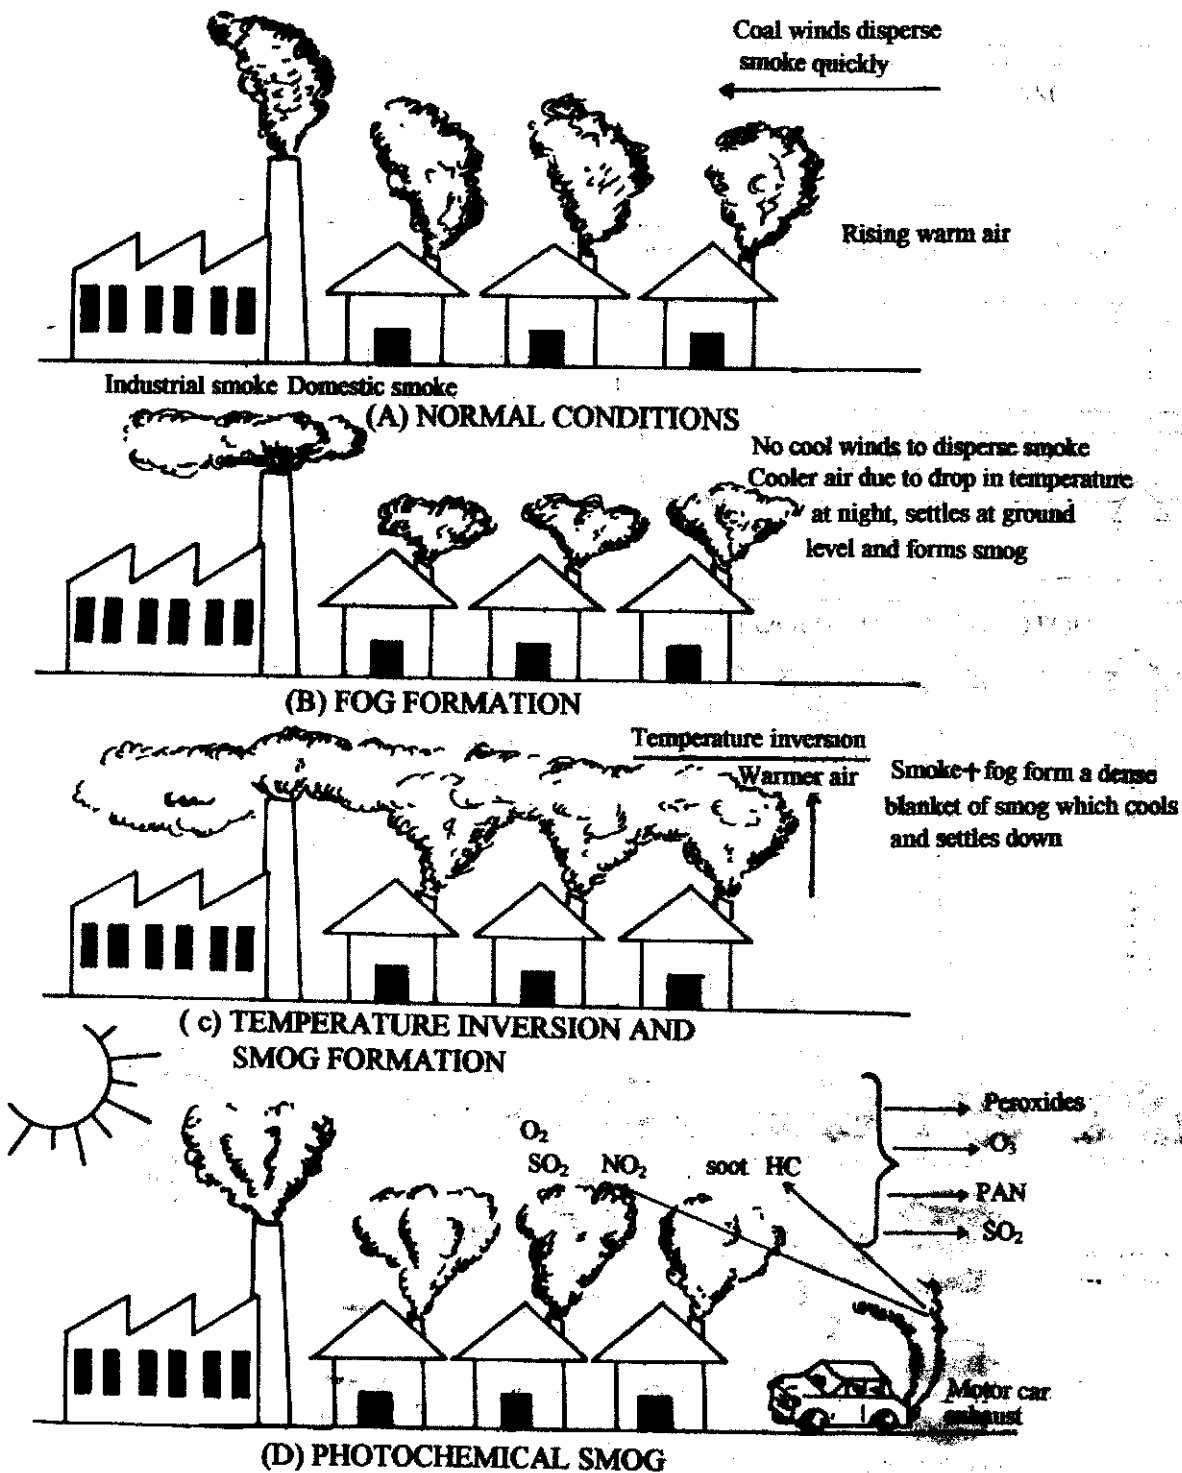 Coal winds disperse
smoke quickly
Rising warm air
Industrial smoke Domestic smoke
(A) NORMAL CONDITIONS
No cool winds to disperse smoke
Cooler air due to drop in temperature
at night, settles at ground
level and forms smog
(B) FOG FORMATION
Temperature inversion
Warmer air
Smoke+ fog form a dense
blanket of smog which cools
and settles down
( c) TEMPERATURE INVERSION AND
SMOG FORMATION
O₂
SO₂ NO₂ soot HC
Peroxides
O₃
PAN
SO₂
Motor car
exhaust
(D) PHOTOCHEMICAL SMOG